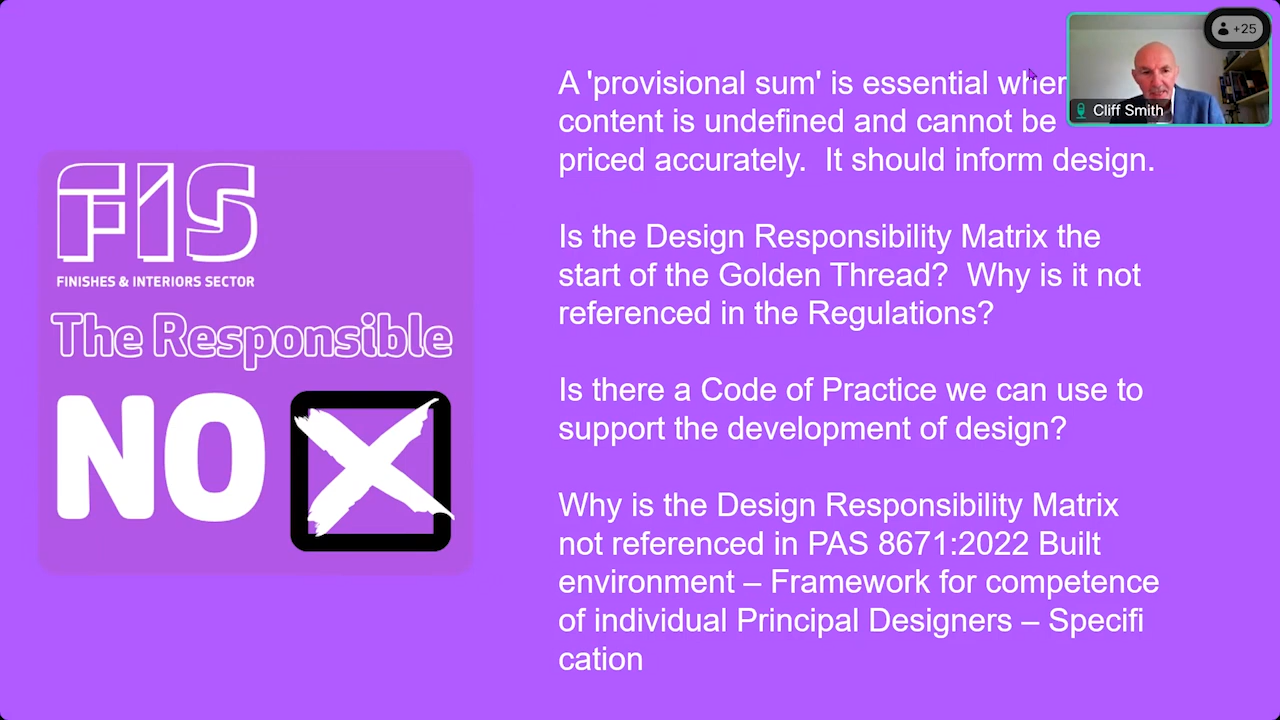 +25
Cliff Smith
FIS
FINISHES & INTERIORS SECTOR
The Responsible
NO
A 'provisional sum' is essential wher
content is undefined and cannot be
priced accurately.  It should inform design.
Is the Design Responsibility Matrix the
start of the Golden Thread?  Why is it not
referenced in the Regulations?
Is there a Code of Practice we can use to
support the development of design?
Why is the Design Responsibility Matrix
not referenced in PAS 8671:2022 Built
environment – Framework for competence
of individual Principal Designers – Specifi
cation